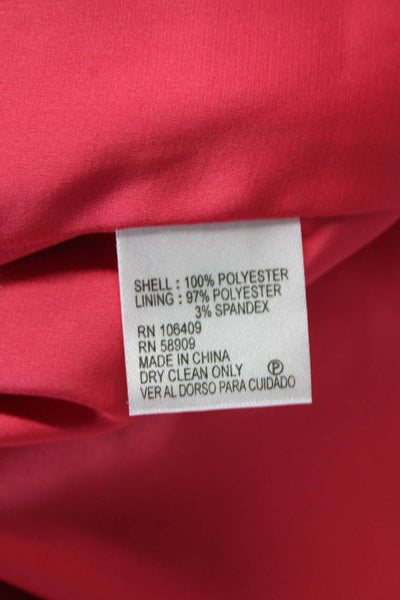 SHELL : 100% POLYESTER
LINING : 97% POLYESTER
3% SPANDEX
RN 106409
RN 58909
MADE IN CHINA
DRY CLEAN ONLY Ⓟ
VER AL DORSO PARA CUIDADO